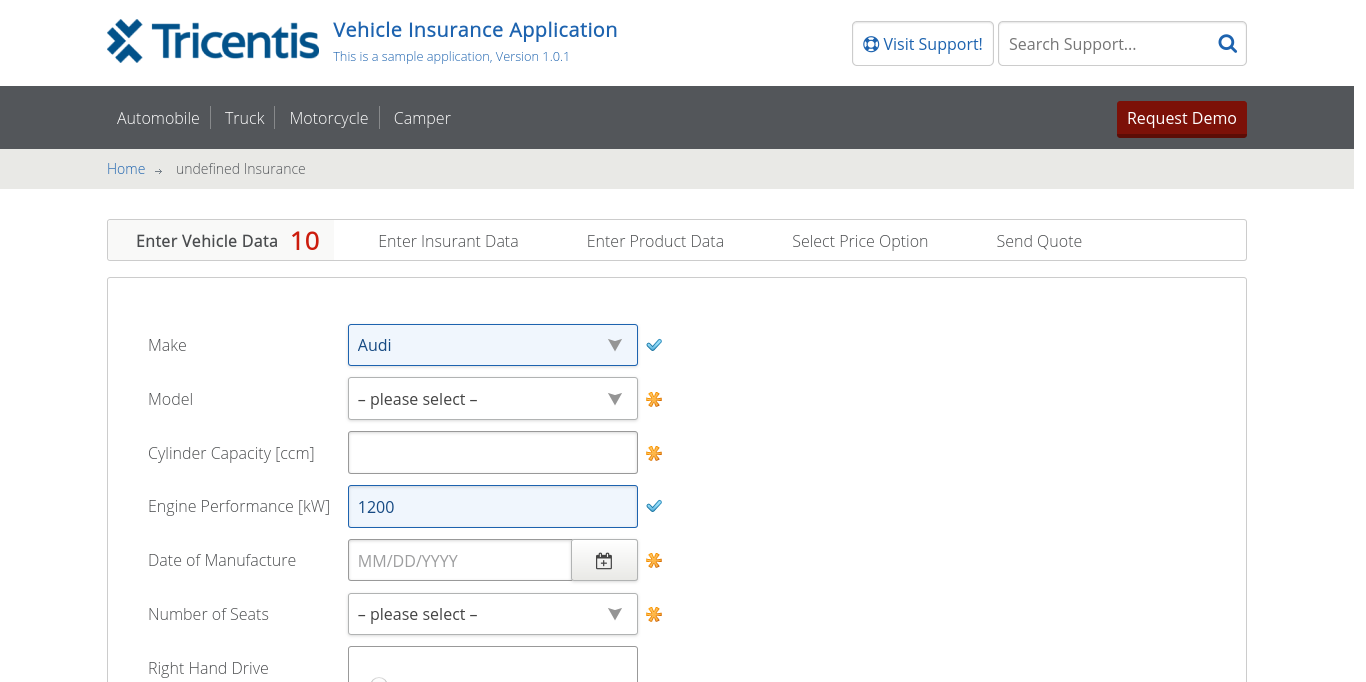 Tricentis
Vehicle Insurance Application
This is a sample application, Version 1.0.1
Visit Support!
Search Support...
Automobile
Truck
Motorcycle
Camper
Request Demo
Home
undefined Insurance
Enter Vehicle Data 10
Enter Insurant Data
Enter Product Data
Select Price Option
Send Quote
Make
Audi
Model
– please select –
Cylinder Capacity [ccm]
Engine Performance [kW]
1200
Date of Manufacture
MM/DD/YYYY
Number of Seats
– please select –
Right Hand Drive